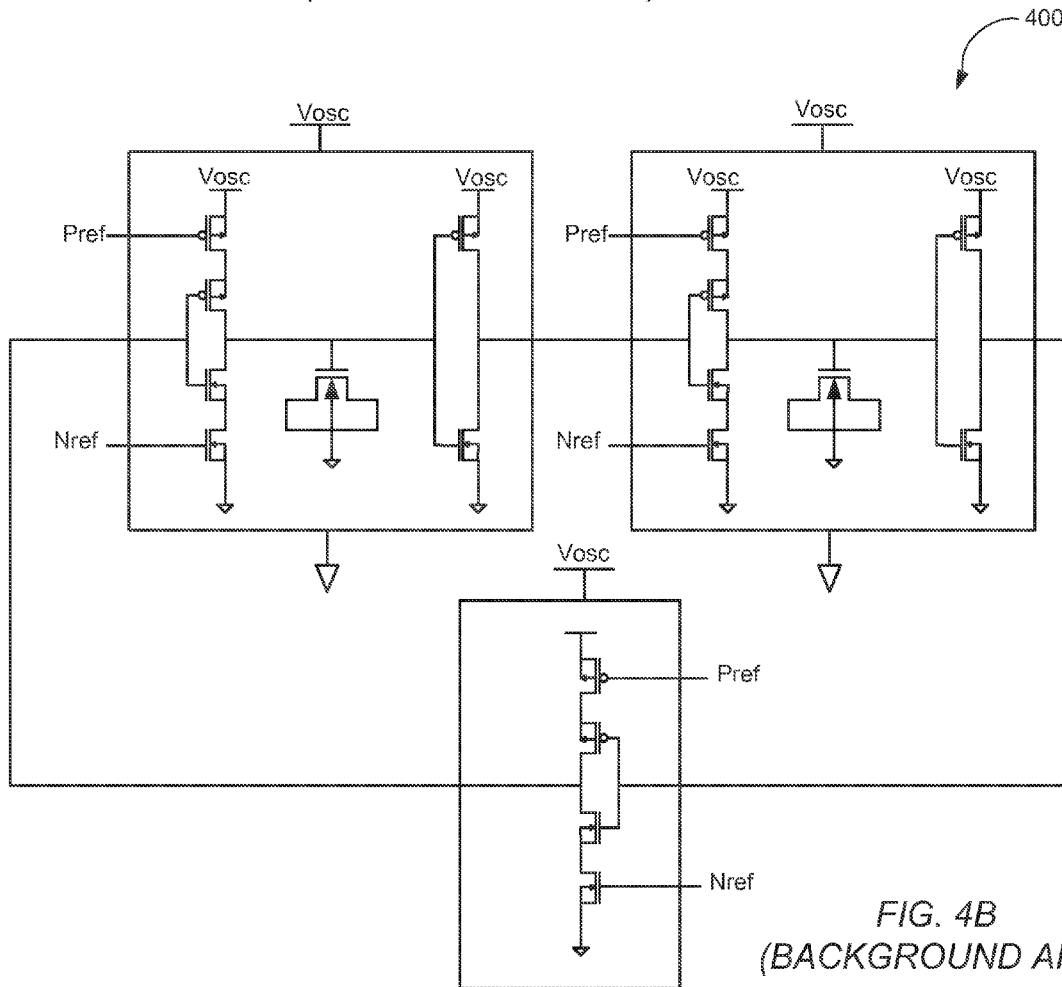 400
Vosc
Vosc
Vosc
Vosc
Vosc
Vosc
Pref
Pref
Nref
Nref
Vosc
Pref
Nref
FIG. 4B
(BACKGROUND